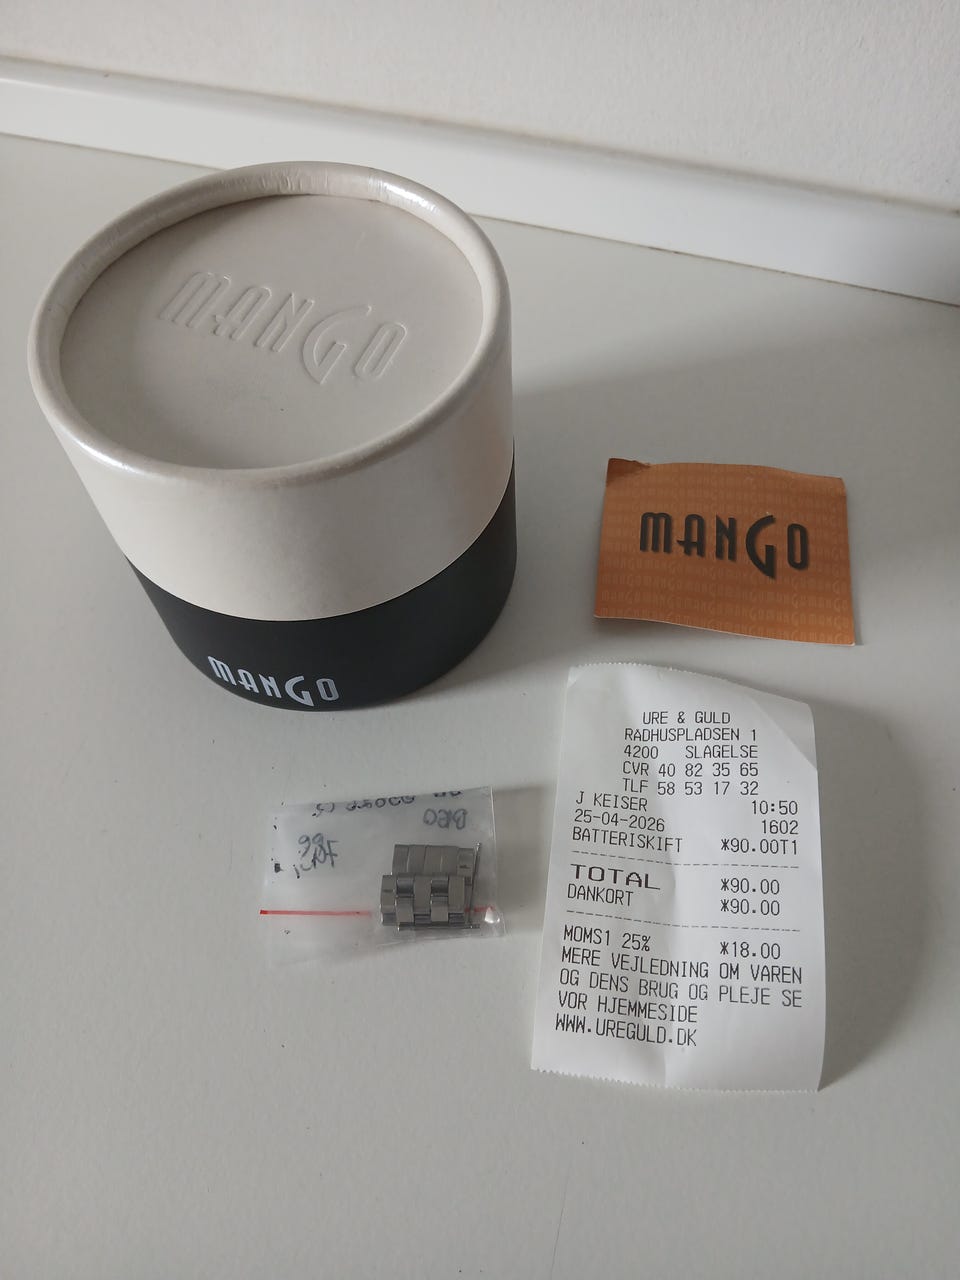 MANGO
MANGO
MANGO
URE & GULD
RADHUSPLADSEN 1
4200 SLAGELSE
CVR 40 82 35 65
TLF 58 53 17 32
J KEISER 10:50
25-04-2026 1602
BATTERISKIFT *90.00T1
TOTAL *90.00
DANKORT *90.00
MOMS1 25% *18.00
MERE VEJLEDNING OM VAREN
OG DENS BRUG OG PLEJE SE
VOR HJEMMESIDE
WWW.UREGULD.DK